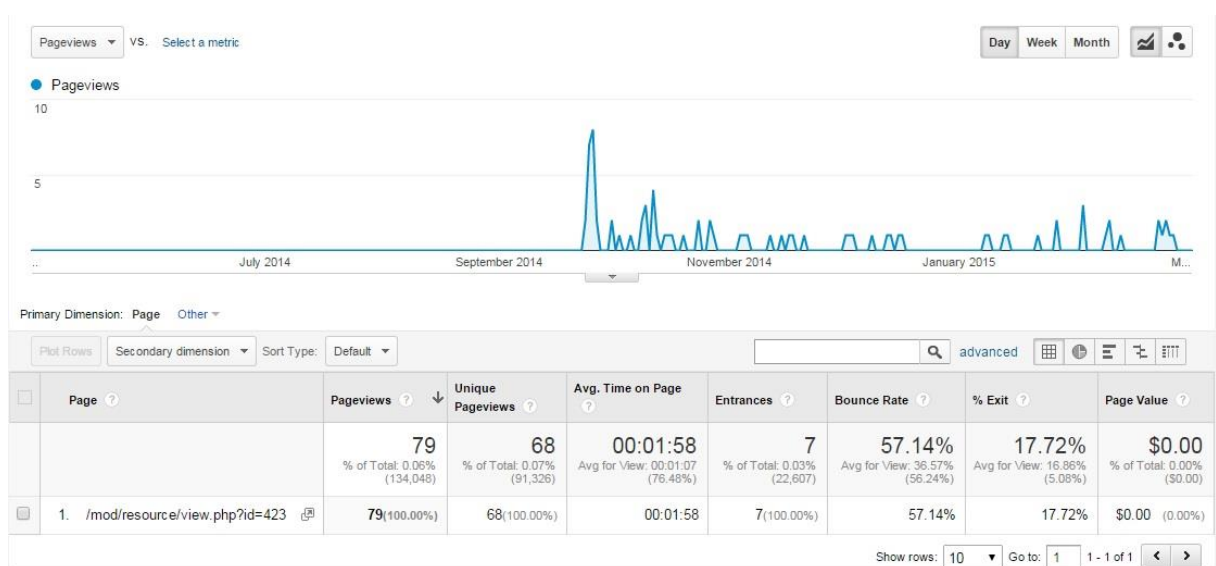 Pageviews VS. Select a metric Day Week Month
Pageviews
10
5
.. July 2014 September 2014 November 2014 January 2015 M...
Primary Dimension: Page Other
Plot Rows Secondary dimension Sort Type: Default advanced
Page ? Pageviews ? Unique Pageviews ? Avg. Time on Page ? Entrances ? Bounce Rate ? % Exit ? Page Value ?
79 68 00:01:58 7 57.14% 17.72% $0.00
% of Total: 0.06% % of Total: 0.07% Avg for View: 00:01:07 % of Total: 0.03% Avg for View: 36.57% Avg for View: 16.86% % of Total: 0.00%
(134,048) (91,326) (76.48%) (22,607) (56.24%) (5.08%) ($0.00)
1. /mod/resource/view.php?id=423 79(100.00%) 68(100.00%) 00:01:58 7(100.00%) 57.14% 17.72% $0.00 (0.00%)
Show rows: 10 Go to: 1 1 - 1 of 1